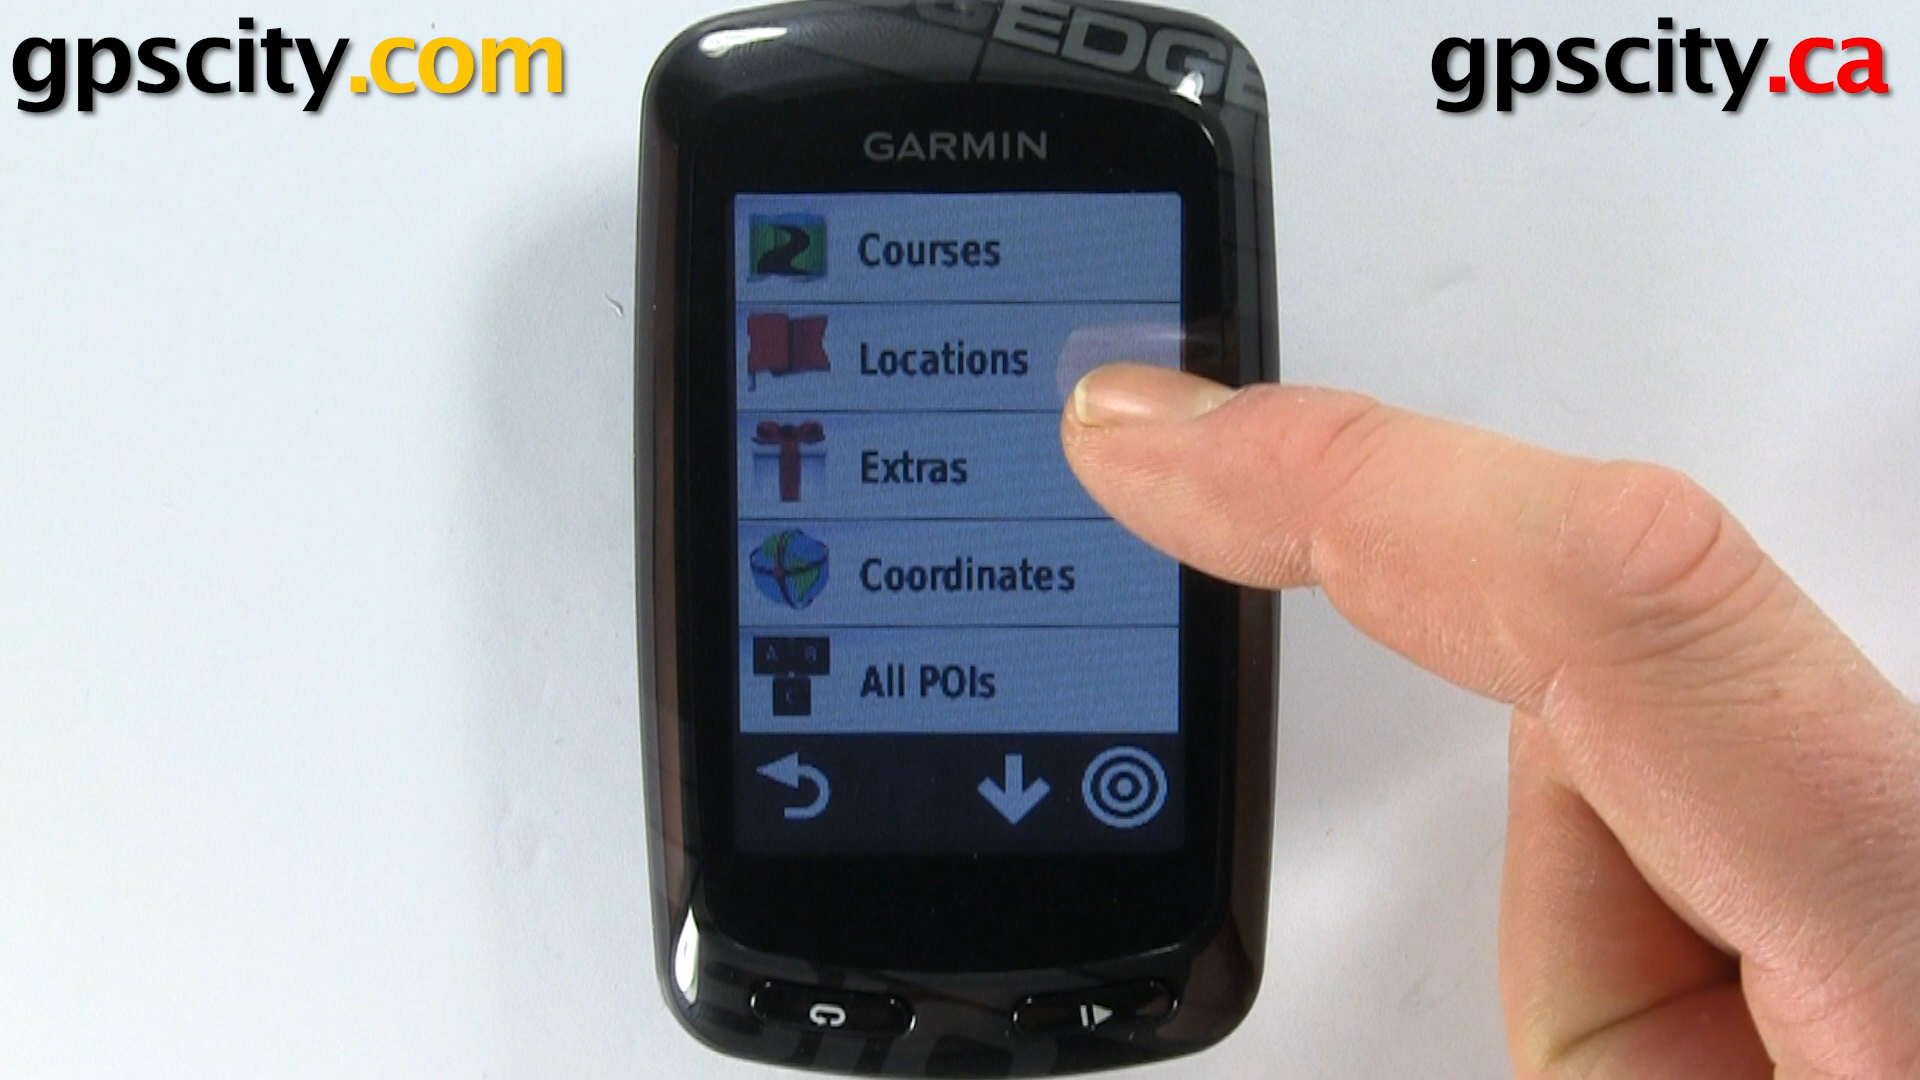 gpscity.com
gpscity.ca
EDGE
GARMIN
Courses
Locations
Extras
Coordinates
A B
C
All POIs